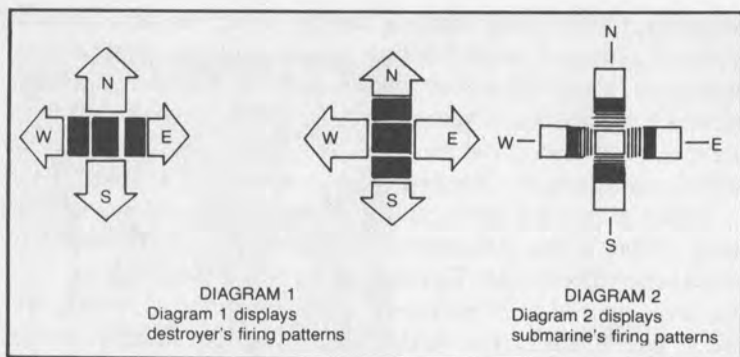 N
W
E
S
N
W
E
S
N
W
E
S
DIAGRAM 1
Diagram 1 displays
destroyer's firing patterns
DIAGRAM 2
Diagram 2 displays
submarine's firing patterns